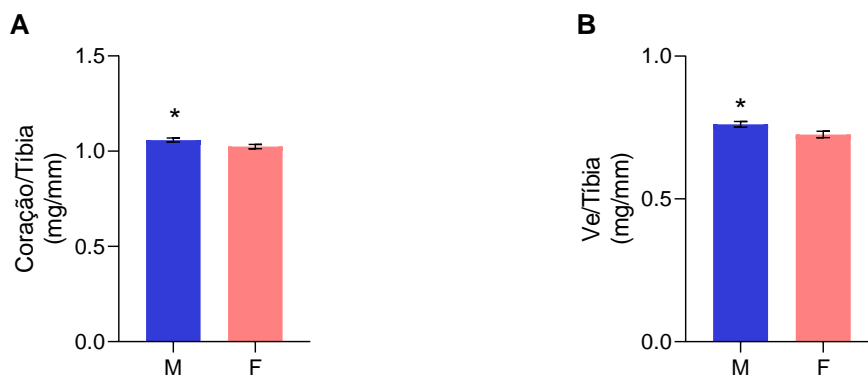 A
Coração/Tíbia
(mg/mm)
1.5
1.0
0.5
0.0
*
M F
B
Ve/Tíbia
(mg/mm)
1.0
0.5
0.0
*
M F